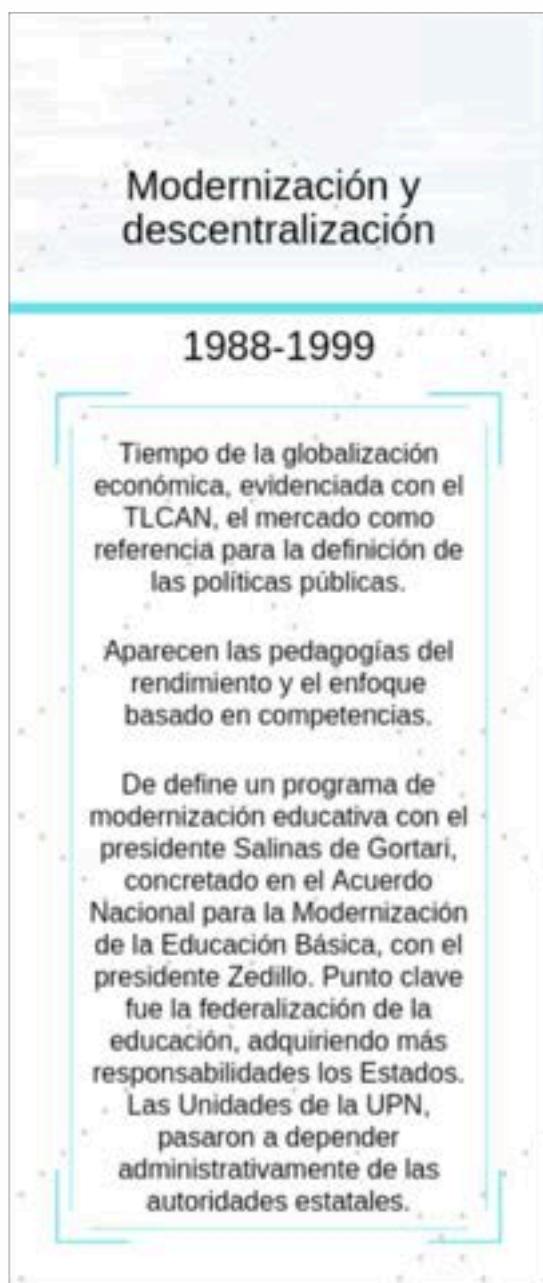 Modernización y
descentralización
1988-1999
Tiempo de la globalización
económica, evidenciada con el
TLCAN, el mercado como
referencia para la definición de
las políticas públicas.
Aparecen las pedagogías del
rendimiento y el enfoque
basado en competencias.
De define un programa de
modernización educativa con el
presidente Salinas de Gortari,
concretado en el Acuerdo
Nacional para la Modernización
de la Educación Básica, con el
presidente Zedillo. Punto clave
fue la federalización de la
educación, adquiriendo más
responsabilidades los Estados.
Las Unidades de la UPN,
pasaron a depender
administrativamente de las
autoridades estatales.